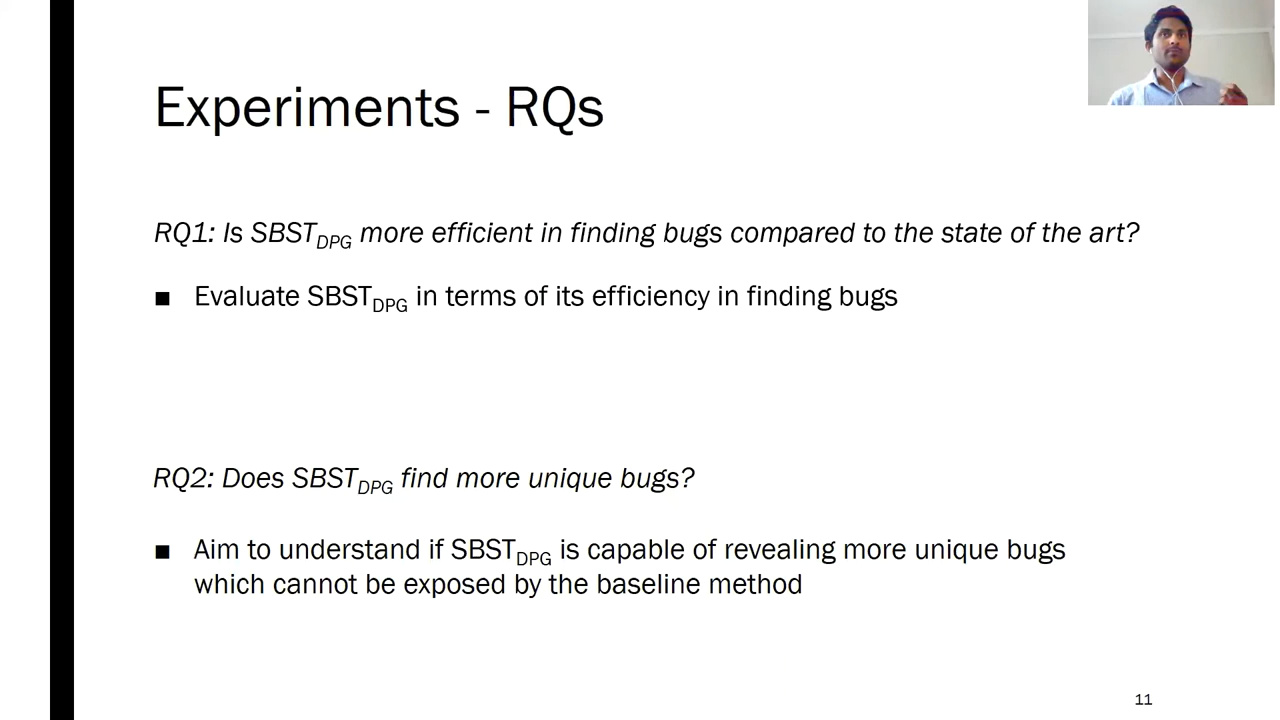 Experiments - RQs
RQ1: Is SBST_DPG more efficient in finding bugs compared to the state of the art?
■ Evaluate SBST_DPG in terms of its efficiency in finding bugs
RQ2: Does SBST_DPG find more unique bugs?
■ Aim to understand if SBST_DPG is capable of revealing more unique bugs
which cannot be exposed by the baseline method
11